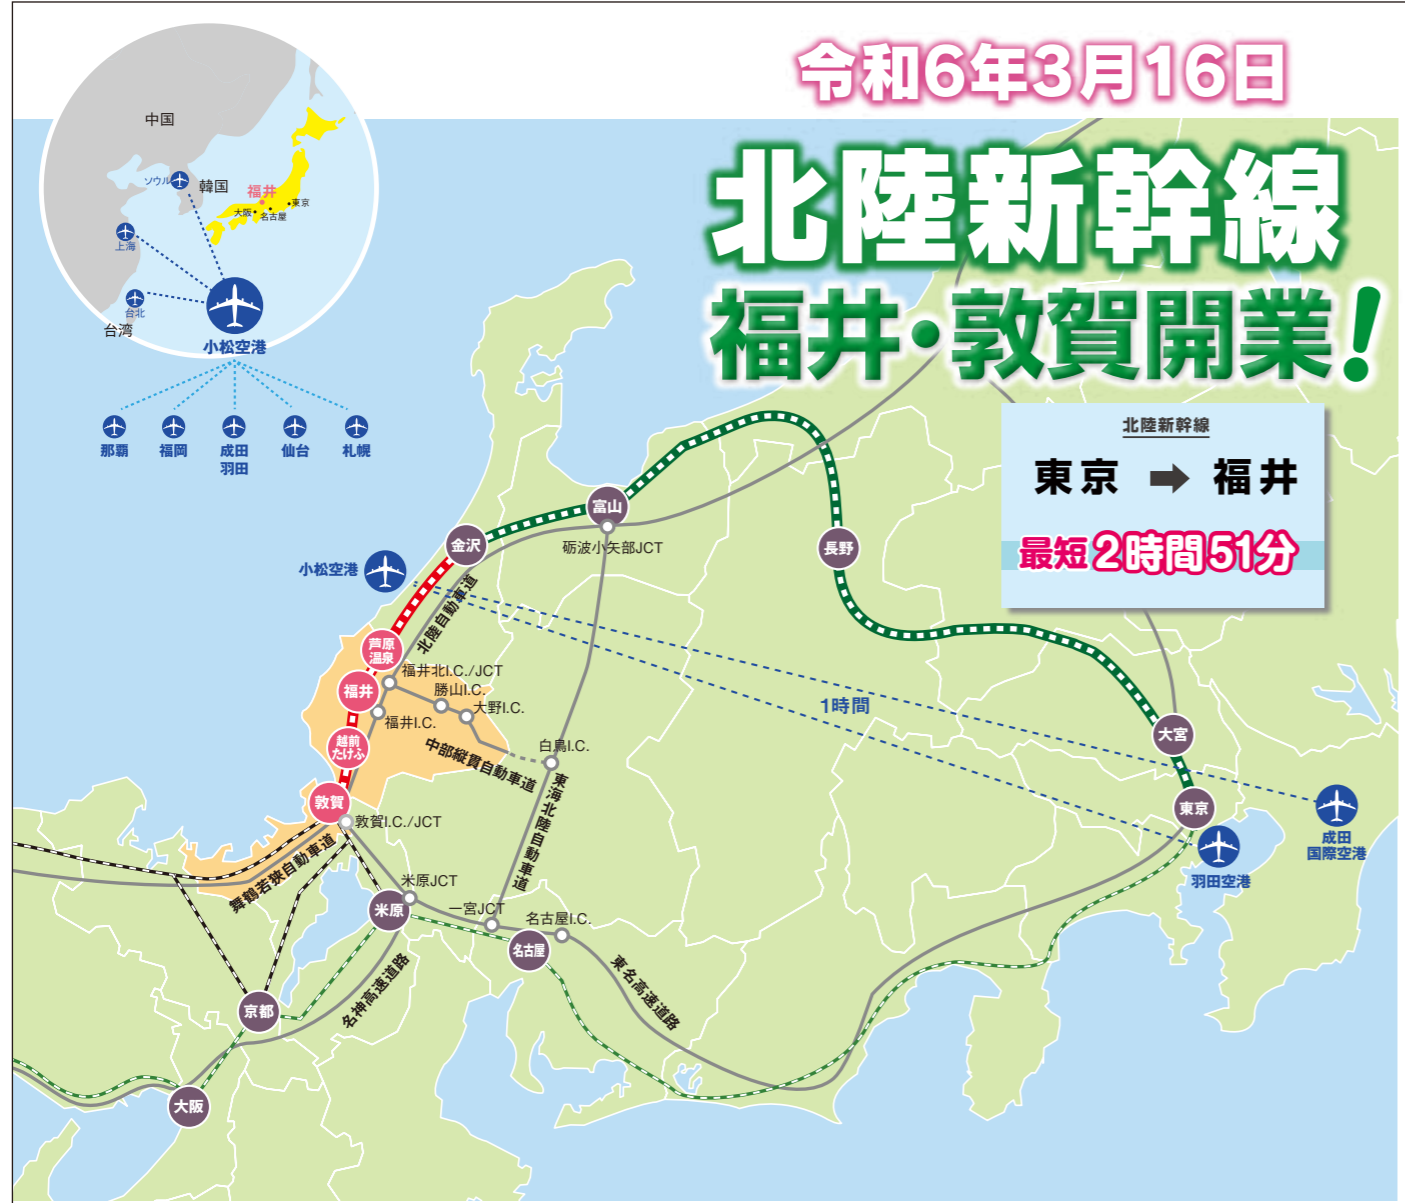 令和6年3月16日
北陸新幹線
福井・敦賀開業!
中国
ソウル
韓国
福井
大阪
名古屋
東京
上海
台北
台湾
小松空港
那覇
福岡
成田
羽田
仙台
札幌
北陸新幹線
東京 ➡ 福井
最短2時間51分
富山
砺波小矢部JCT
金沢
長野
小松空港
北陸自動車道
芦原
温泉
福井北I.C./JCT
勝山I.C.
大野I.C.
福井
福井I.C.
1時間
越前
たけふ
中部縦貫自動車道
白鳥I.C.
大宮
東海北陸自動車道
敦賀
敦賀I.C./JCT
東京
成田
国際空港
羽田空港
舞鶴若狭自動車道
米原JCT
米原
一宮JCT
名古屋I.C.
名古屋
東名高速道路
名神高速道路
京都
大阪